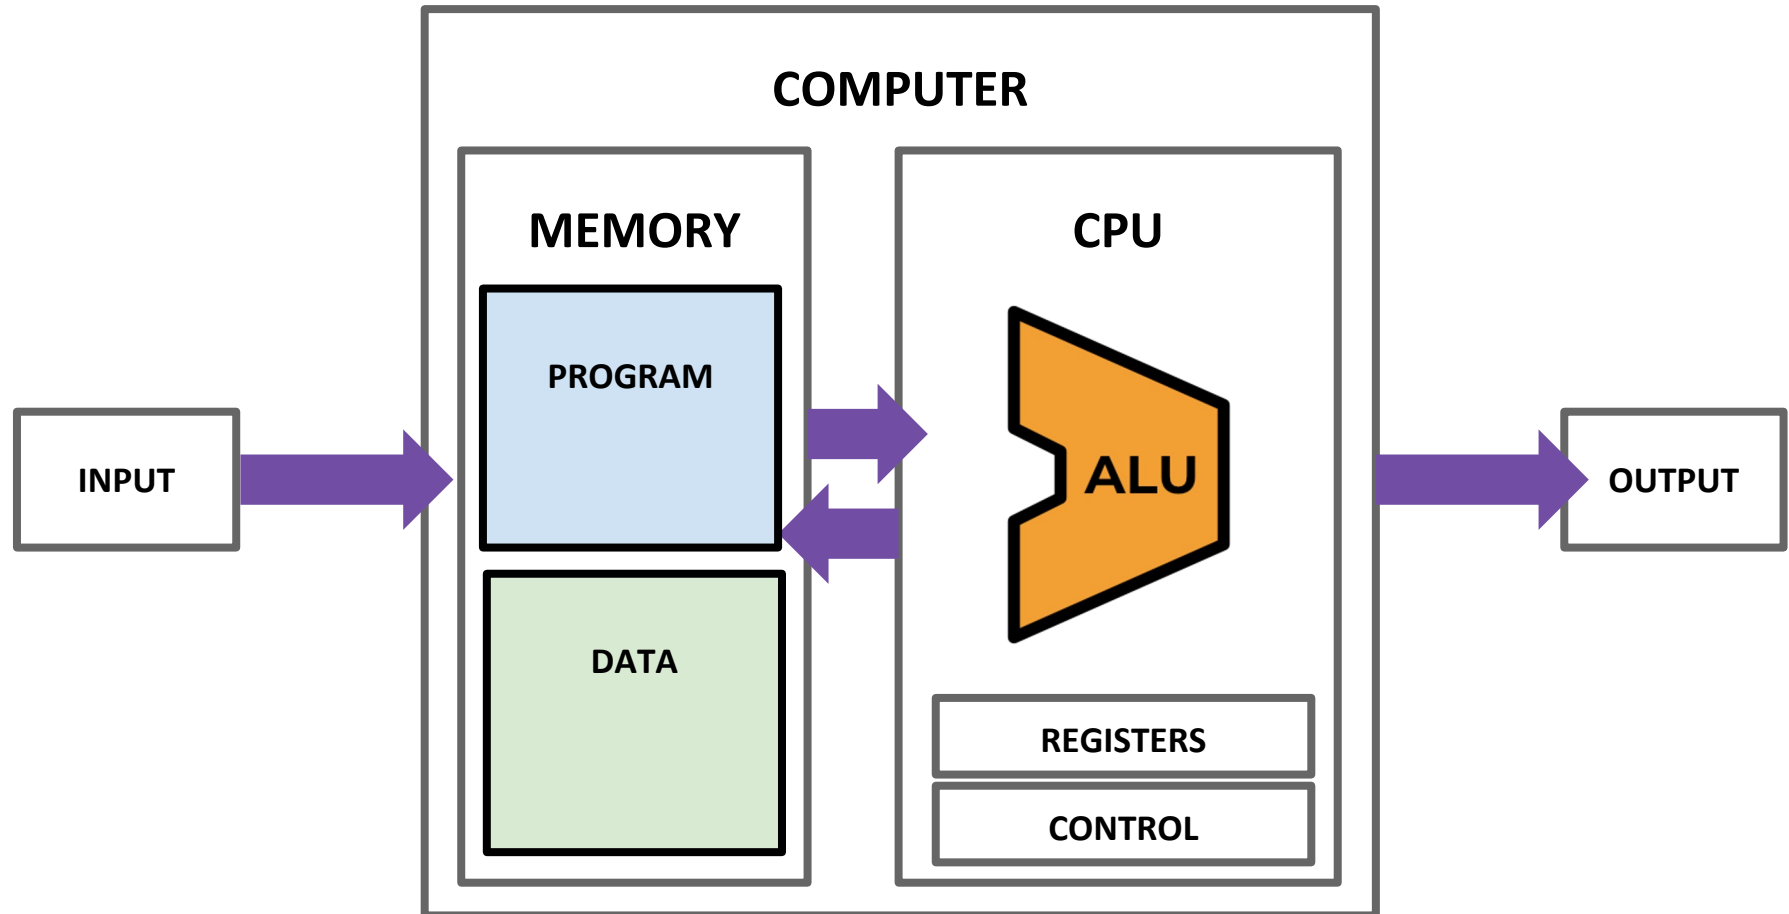 COMPUTER
MEMORY
CPU
PROGRAM
INPUT
ALU
OUTPUT
DATA
REGISTERS
CONTROL